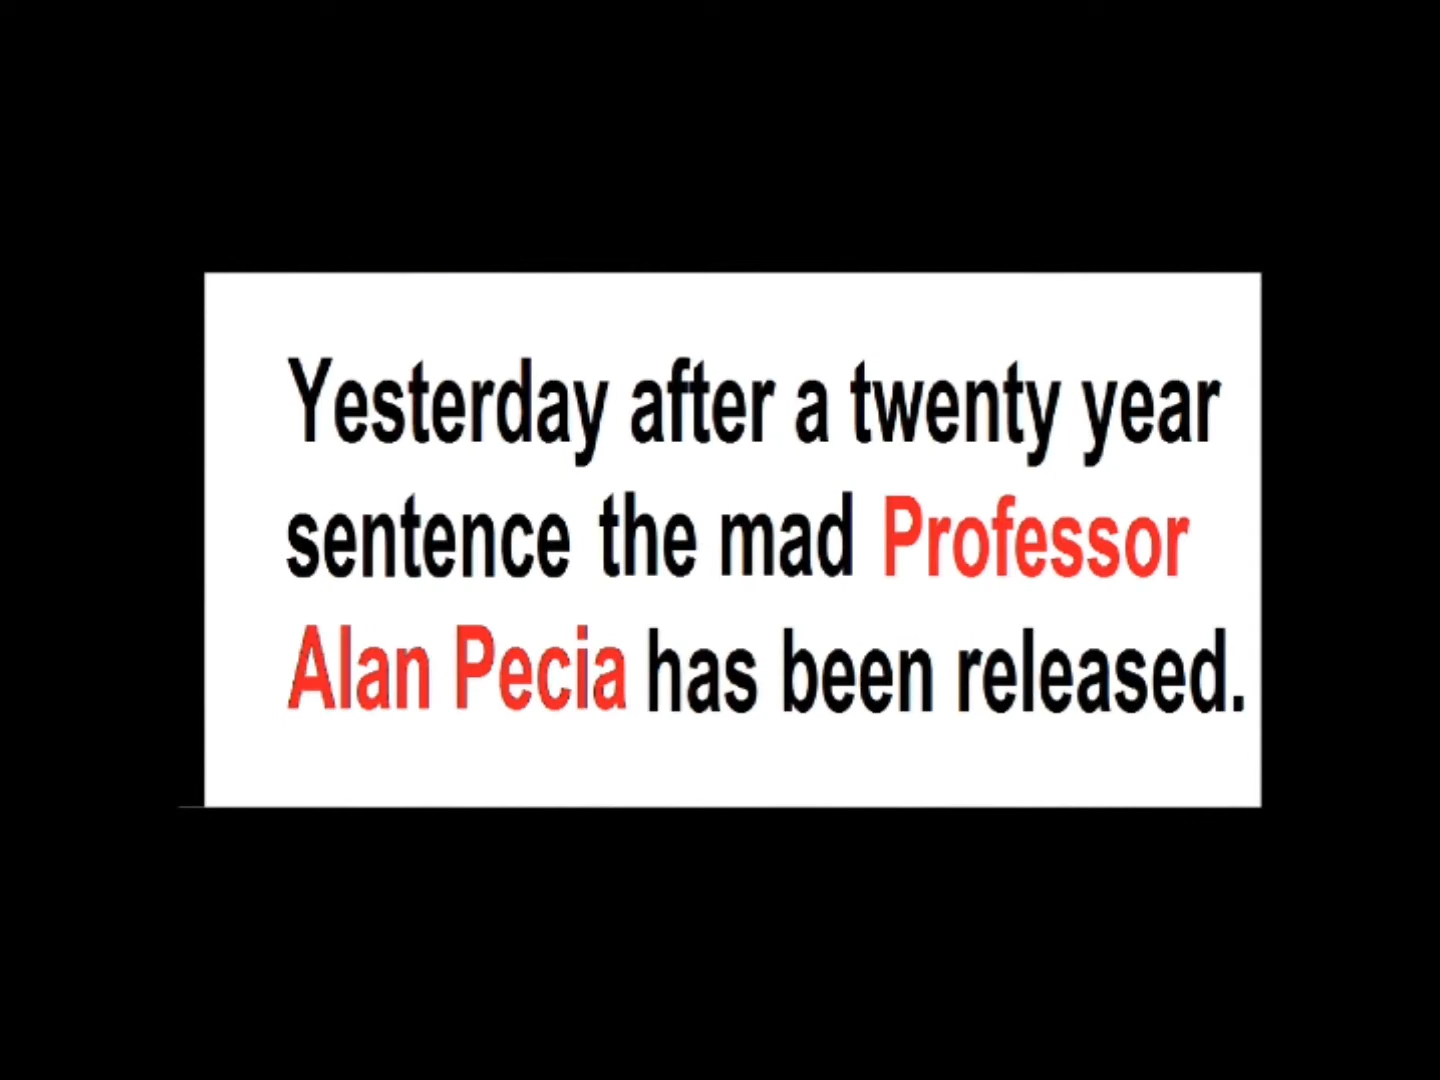 Yesterday after a twenty year
sentence the mad Professor
Alan Pecia has been released.